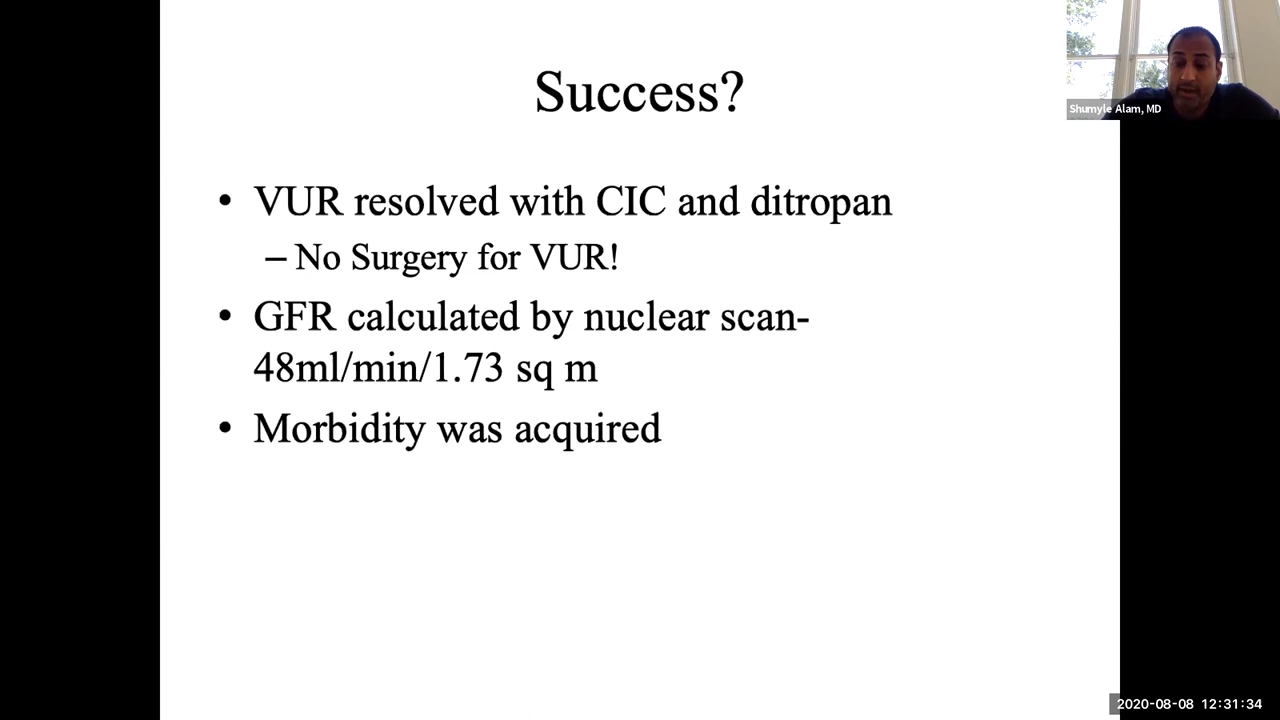 Success?
• VUR resolved with CIC and ditropan
– No Surgery for VUR!
• GFR calculated by nuclear scan-
48ml/min/1.73 sq m
• Morbidity was acquired
Shumyle Alam, MD
2020-08-08 12:31:34